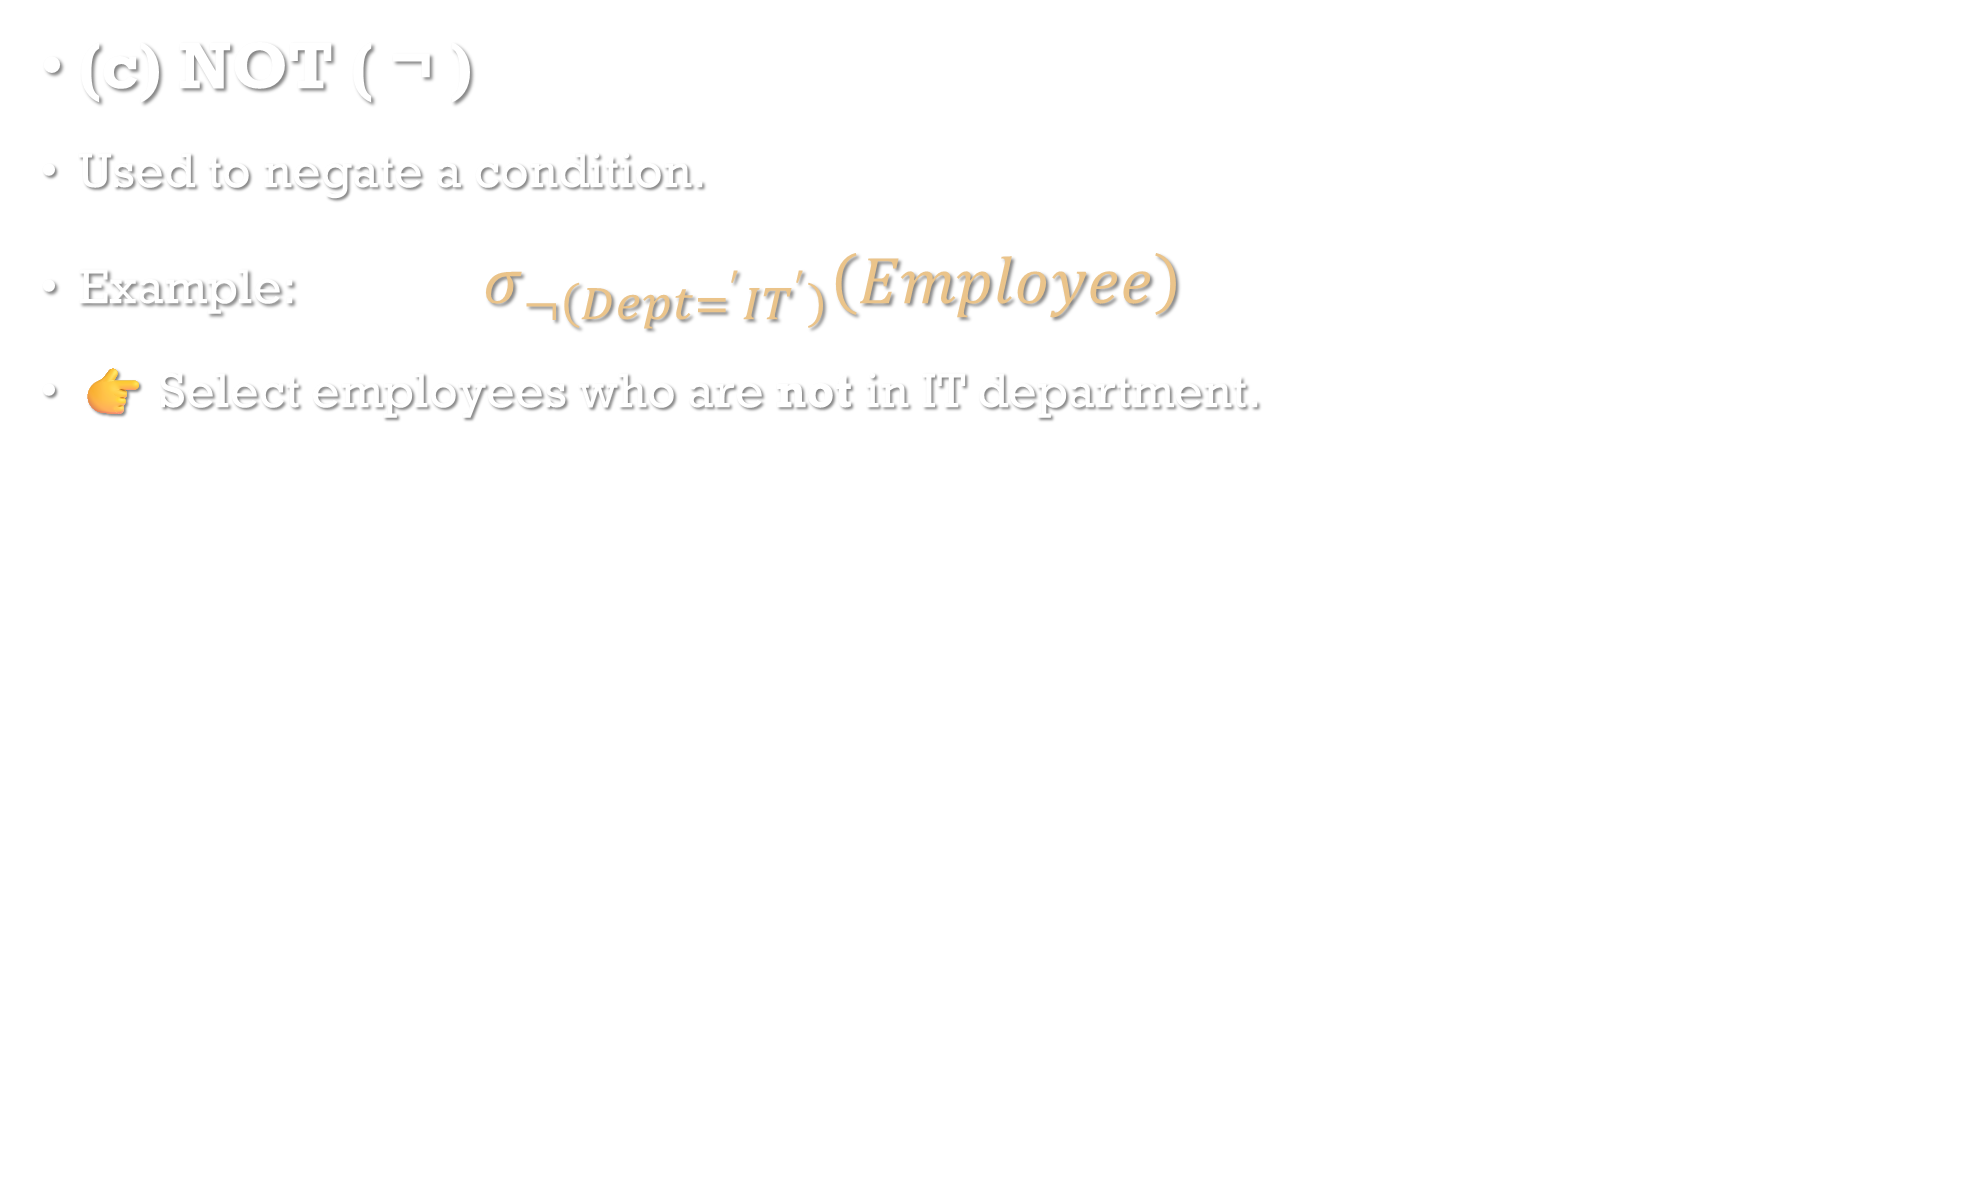 • (c) NOT ( ¬ )
• Used to negate a condition.
• Example: σ¬(Dept=′IT′)(Employee)
• 👉 Select employees who are not in IT department.